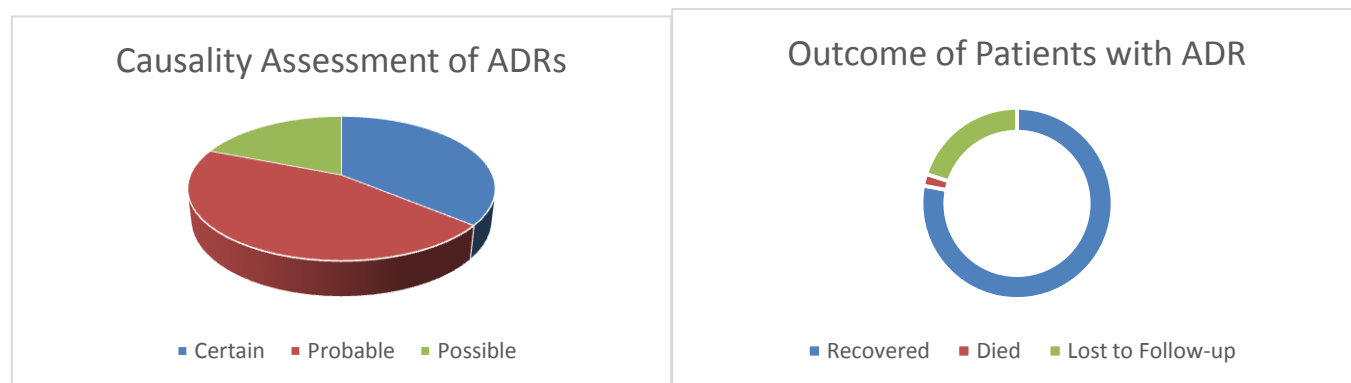 Causality Assessment of ADRs
Certain Probable Possible
Outcome of Patients with ADR
Recovered Died Lost to Follow-up